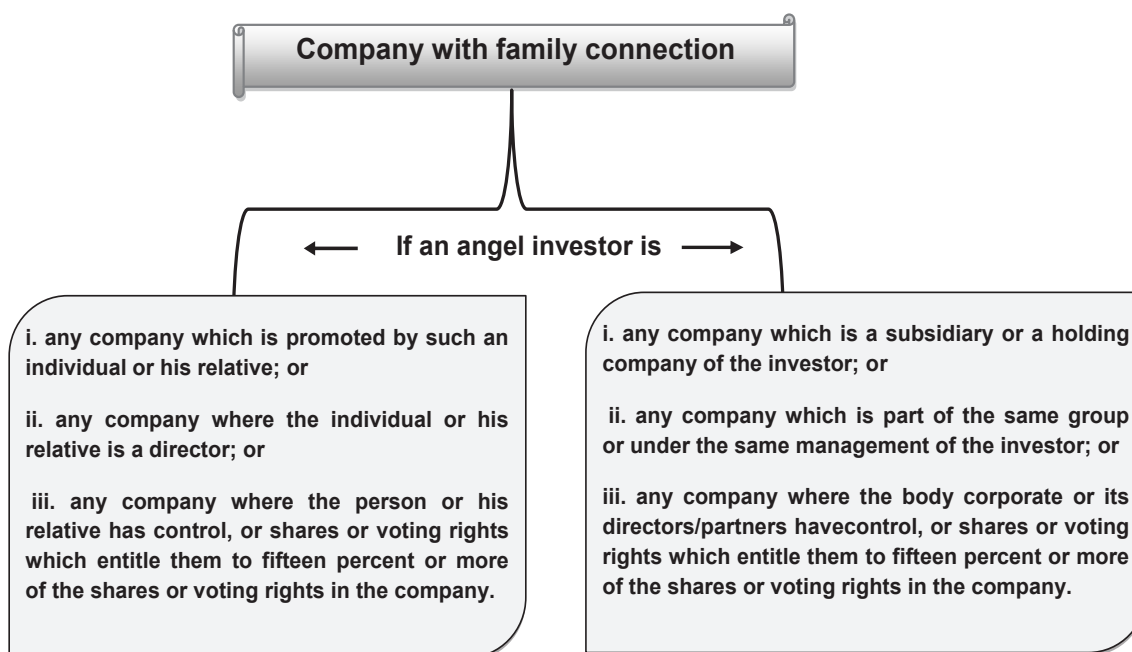 Company with family connection
If an angel investor is
i. any company which is promoted by such an
individual or his relative; or
ii. any company where the individual or his
relative is a director; or
iii. any company where the person or his
relative has control, or shares or voting rights
which entitle them to fifteen percent or more
of the shares or voting rights in the company.
i. any company which is a subsidiary or a holding
company of the investor; or
ii. any company which is part of the same group
or under the same management of the investor; or
iii. any company where the body corporate or its
directors/partners havecontrol, or shares or voting
rights which entitle them to fifteen percent or more
of the shares or voting rights in the company.